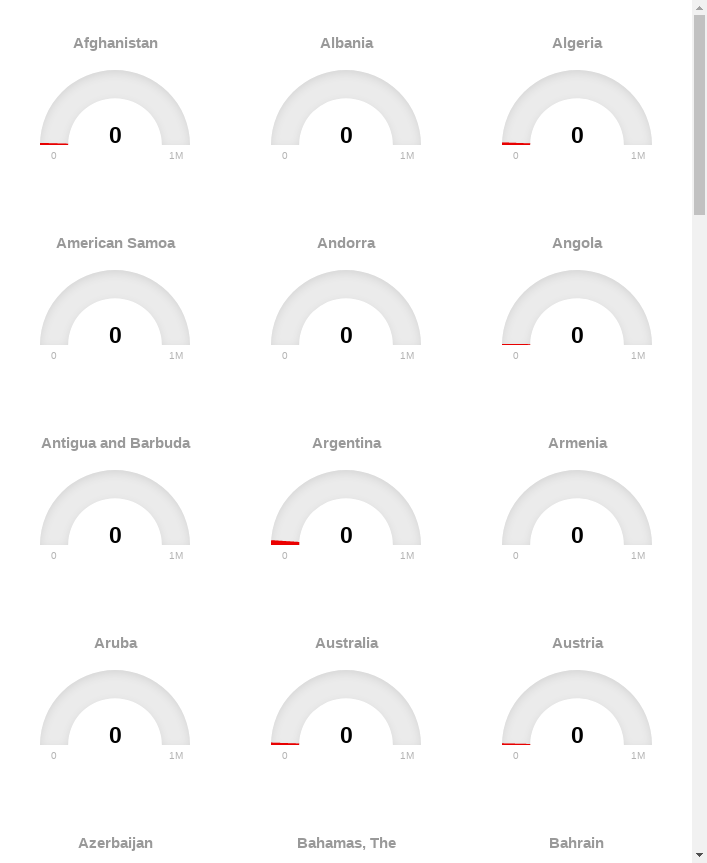 Afghanistan Albania Algeria
0 0 0
0 1M 0 1M 0 1M
American Samoa Andorra Angola
0 0 0
0 1M 0 1M 0 1M
Antigua and Barbuda Argentina Armenia
0 0 0
0 1M 0 1M 0 1M
Aruba Australia Austria
0 0 0
0 1M 0 1M 0 1M
Azerbaijan Bahamas, The Bahrain